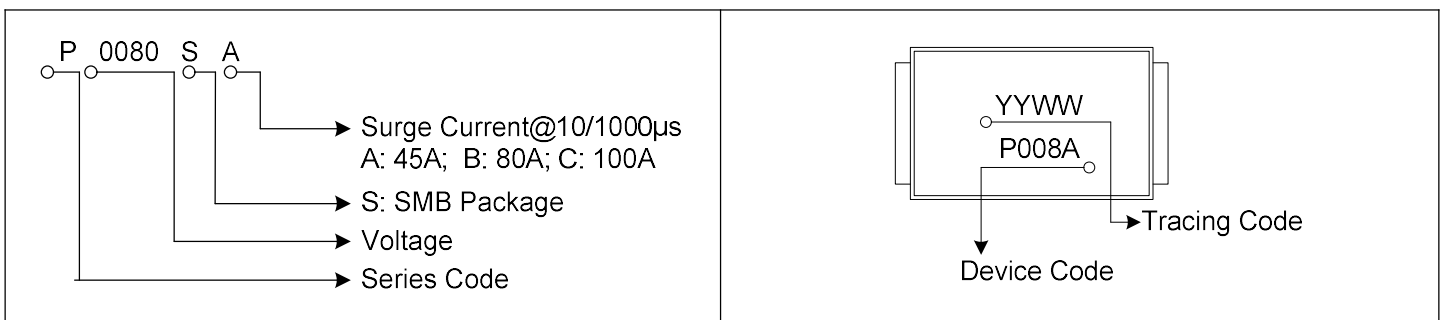 P 0080 S A
Surge Current@10/1000µs
A: 45A; B: 80A; C: 100A
S: SMB Package
Voltage
Series Code
YYWW
P008A
Tracing Code
Device Code